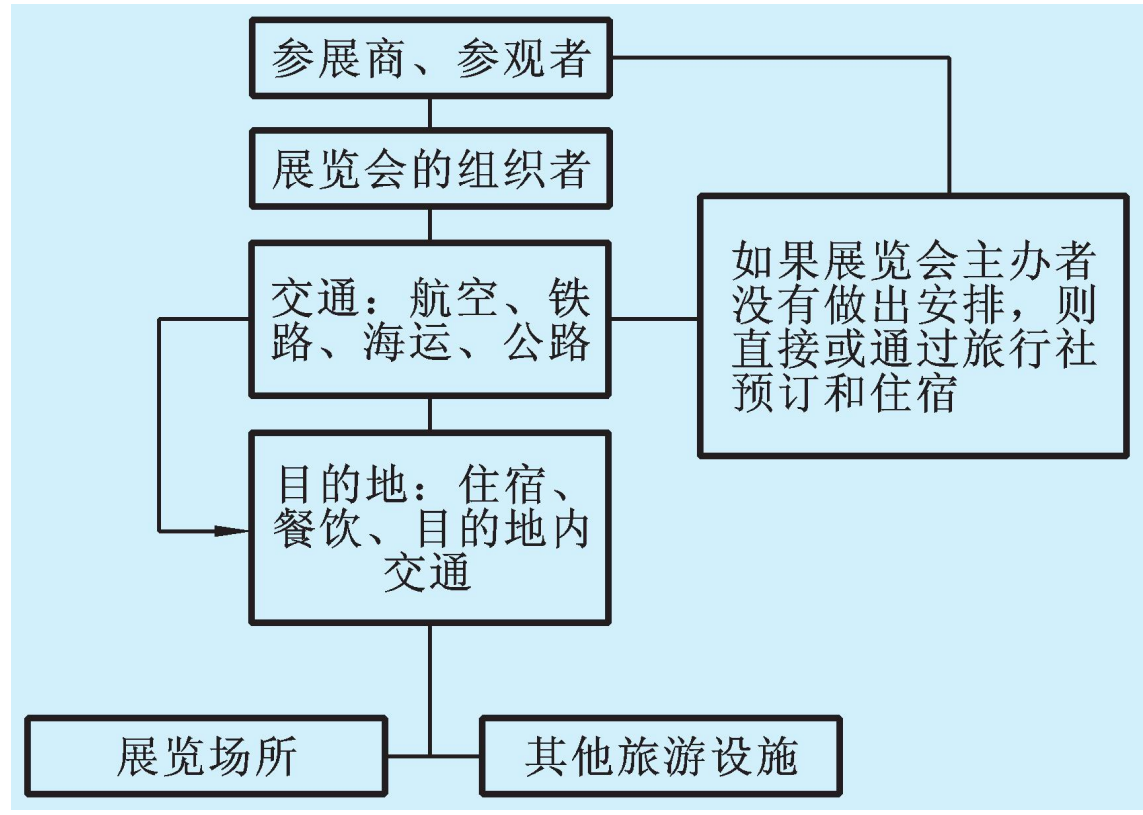 参展商、参观者
展览会的组织者
交通：航空、铁
路、海运、公路
如果展览会主办者
没有做出安排，则
直接或通过旅行社
预订和住宿
目的地：住宿、
餐饮、目的地内
交通
展览场所
其他旅游设施